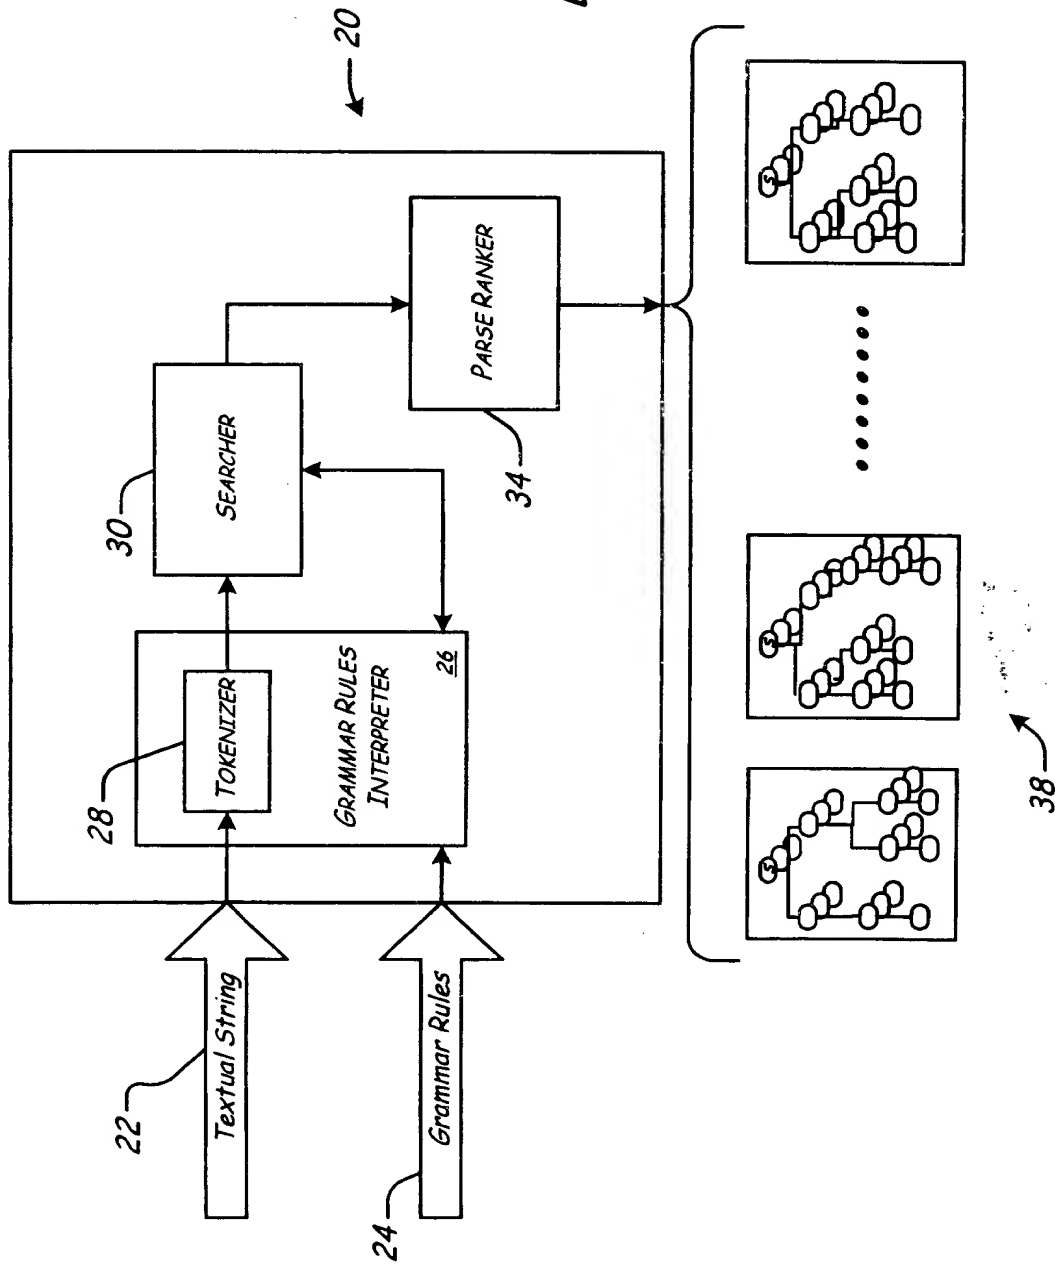 20
22
Textual String
24
Grammar Rules
28
TOKENIZER
GRAMMAR RULES
INTERPRETER
26
30
SEARCHER
34
PARSE RANKER
38
S
S
S